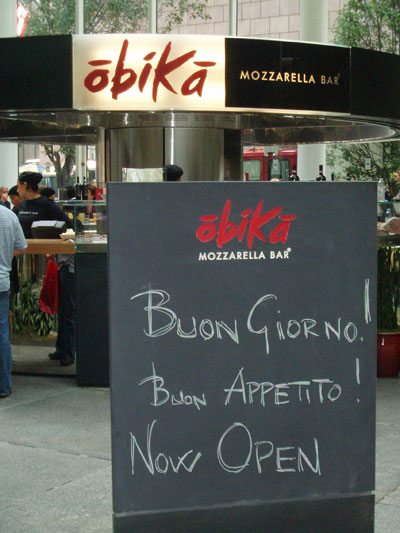 ōbikā
MOZZARELLA BAR®
ōbikā
MOZZARELLA BAR®
BUON GIORNO!
BUON APPETITO!
NOW OPEN